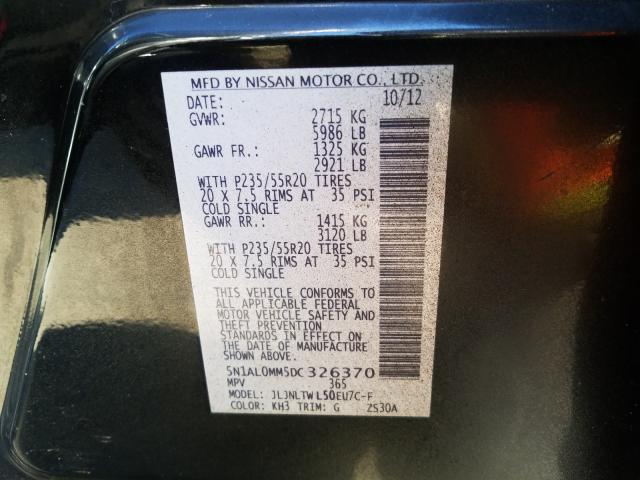 MFD BY NISSAN MOTOR CO., LTD.
DATE: 10/12
GVWR: 2715 KG
5986 LB
GAWR FR.: 1325 KG
2921 LB
WITH P235/55R20 TIRES
20 X 7.5 RIMS AT 35 PSI
COLD SINGLE
GAWR RR.: 1415 KG
3120 LB
WITH P235/55R20 TIRES
20 X 7.5 RIMS AT 35 PSI
COLD SINGLE
THIS VEHICLE CONFORMS TO
ALL APPLICABLE FEDERAL
MOTOR VEHICLE SAFETY AND
THEFT PREVENTION
STANDARDS IN EFFECT ON
THE DATE OF MANUFACTURE
SHOWN ABOVE.
5N1AL0MM5DC326370
MPV 365
MODEL: JLJNLTWL50EU7C-F
COLOR: KH3 TRIM: G ZS30A